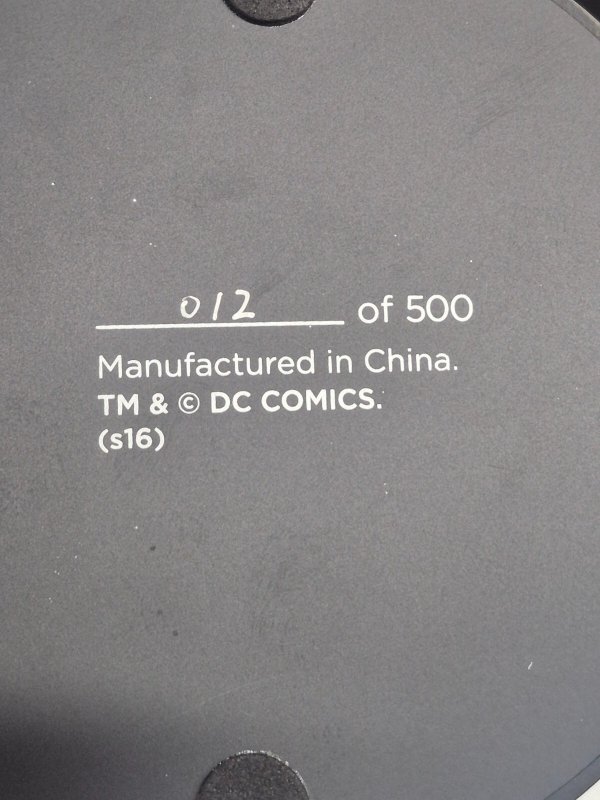 012 of 500
Manufactured in China.
TM & © DC COMICS.
(s16)